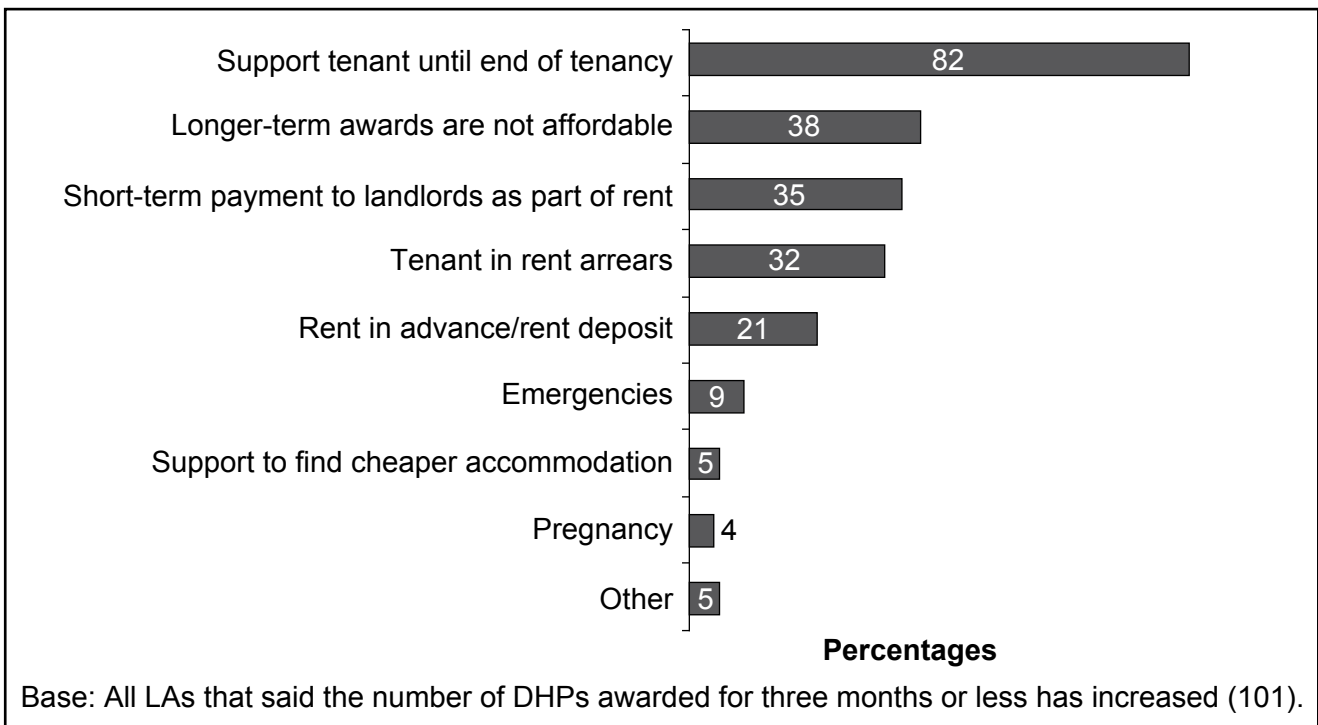 Support tenant until end of tenancy 82
Longer-term awards are not affordable 38
Short-term payment to landlords as part of rent 35
Tenant in rent arrears 32
Rent in advance/rent deposit 21
Emergencies 9
Support to find cheaper accommodation 5
Pregnancy 4
Other 5
Percentages
Base: All LAs that said the number of DHPs awarded for three months or less has increased (101).